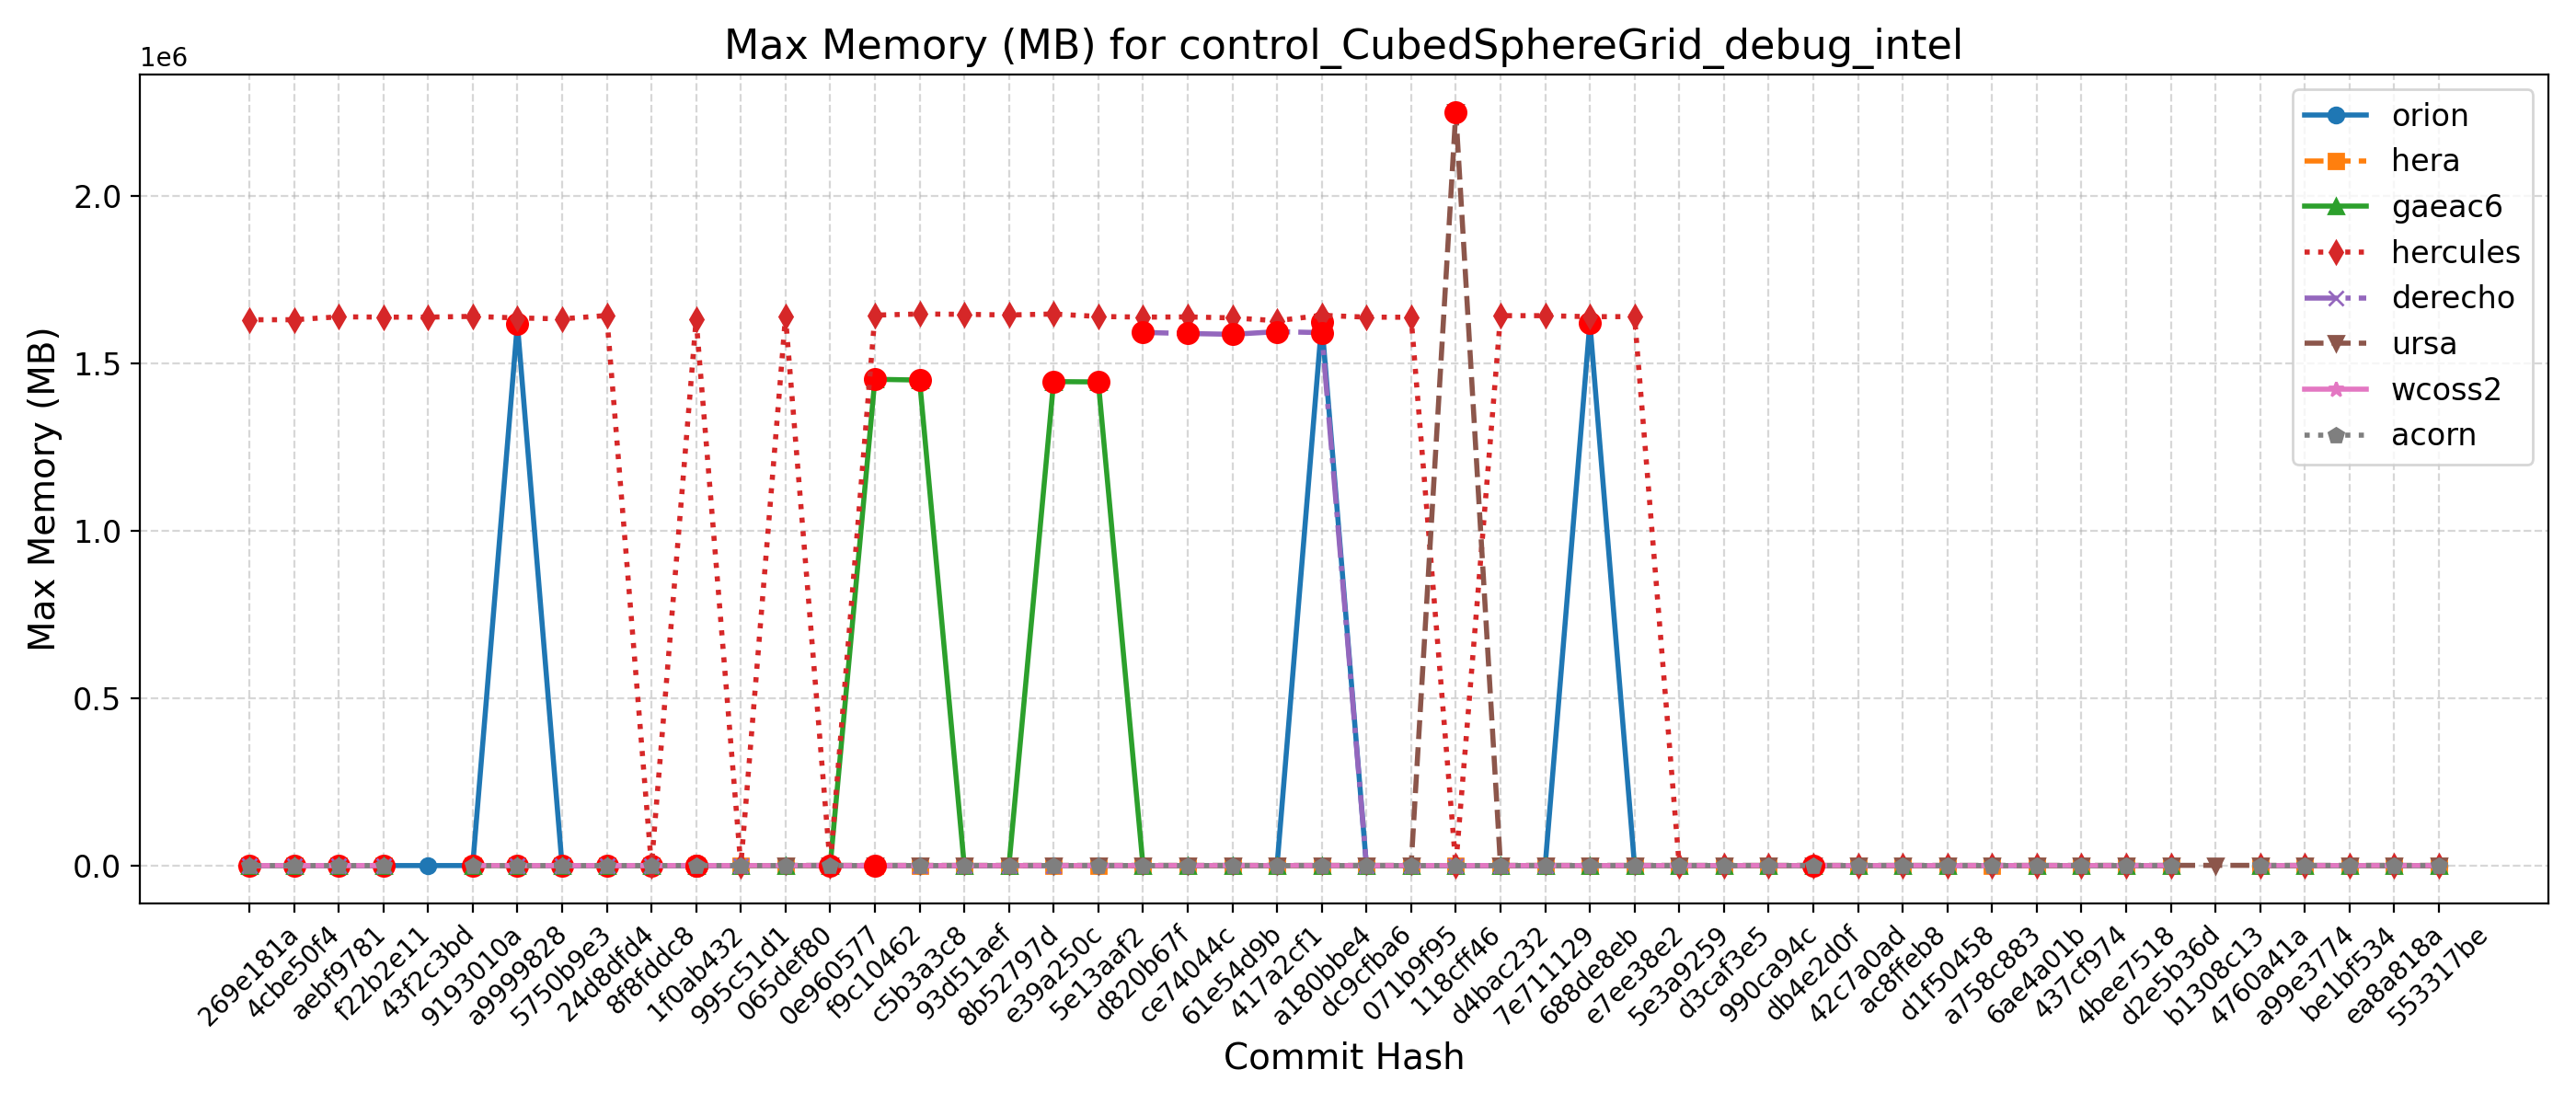 Max Memory (MB) for control_CubedSphereGrid_debug_intel
1e6
Max Memory (MB)
2.0
1.5
1.0
0.5
0.0
orion
hera
gaeac6
hercules
derecho
ursa
wcoss2
acorn
269e181a
4cbe50f4
aebf9781
f22b2e11
43f2c3bd
9193010a
a9999828
5750b9e3
24d8dfd4
8f8fddc8
1f0ab432
995c51d1
065def80
0e960577
f9c10462
c5b3a3c8
93d51aef
8b52797d
e39a250c
5e13aaf2
d820b67f
ce74044c
61e54d9b
417a2cf1
a180bbe4
dc9cfba6
071b9f95
118cff46
d4bac232
7e711129
688de8eb
e7ee38e2
5e3a9259
d3caf3e5
990ca94c
db4e2d0f
42c7a0ad
ac8ffeb8
d1f50458
a758c883
6ae4a01b
437cf974
4bee7518
d2e5b36d
b1308c13
4760a41a
a99e3774
be1bf534
ea8a818a
553317be
Commit Hash